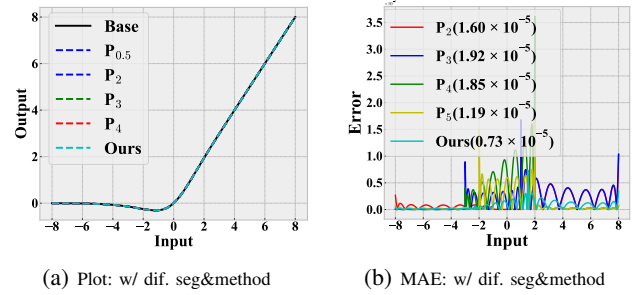 Base
P0.5
P2
P3
P4
Ours
8
6
4
2
0
Output
−8 −6 −4 −2 0 2 4 6 8
Input
(a) Plot: w/ dif. seg&method
P2(1.60 × 10⁻⁵)
P3(1.92 × 10⁻⁵)
P4(1.85 × 10⁻⁵)
P5(1.19 × 10⁻⁵)
Ours(0.73 × 10⁻⁵)
3.5
3.0
2.5
2.0
1.5
1.0
0.5
0.0
Error
−8 −6 −4 −2 0 2 4 6 8
Input
(b) MAE: w/ dif. seg&method